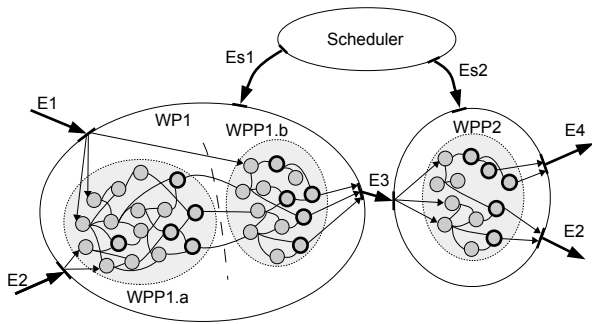 Scheduler
Es1
Es2
E1
WP1
WPP1.b
WPP2
E4
E3
E2
E2
WPP1.a